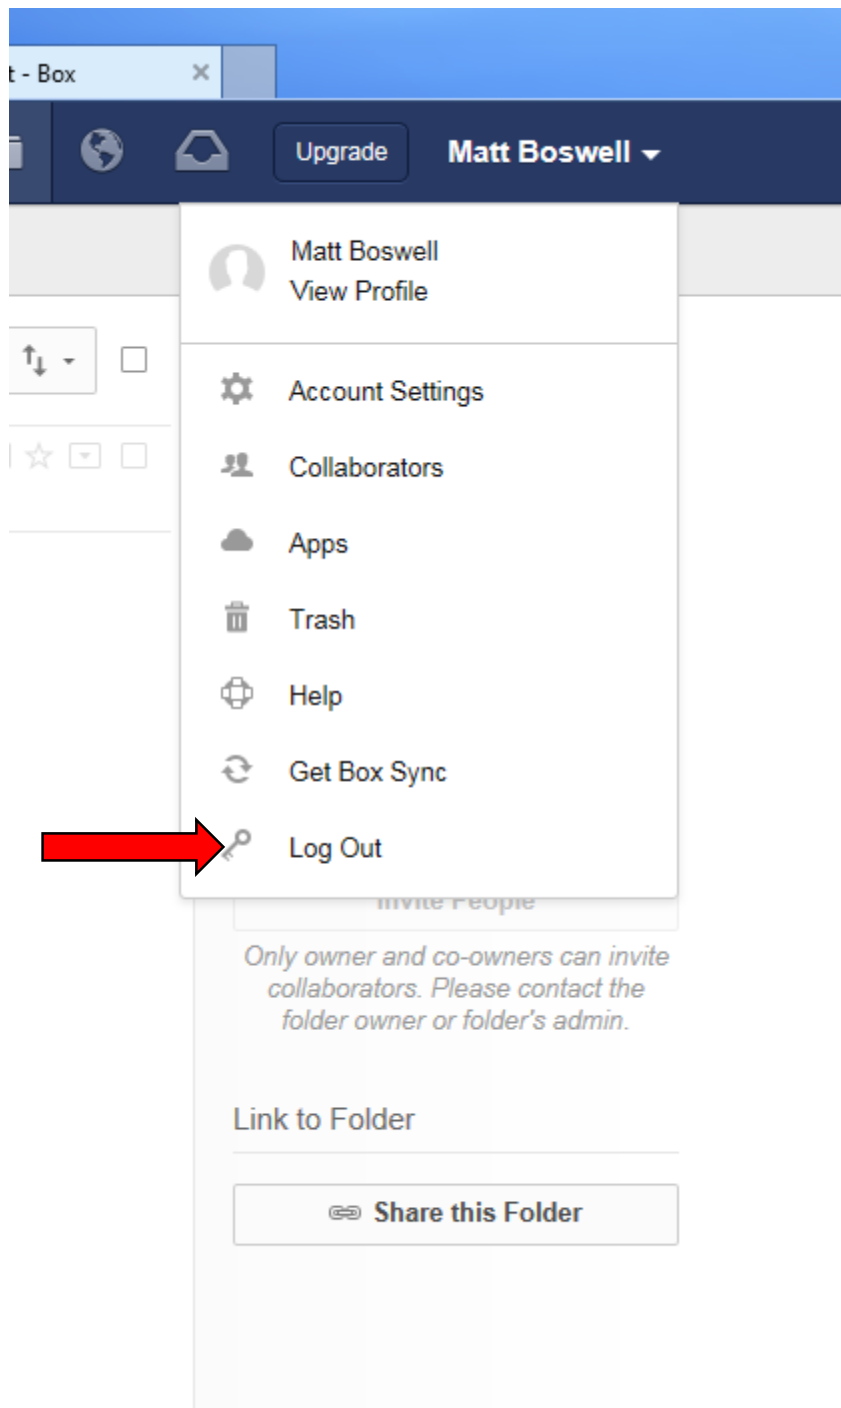 t - Box
Upgrade
Matt Boswell
Matt Boswell
View Profile
Account Settings
Collaborators
Apps
Trash
Help
Get Box Sync
Log Out
Invite People
Only owner and co-owners can invite
collaborators. Please contact the
folder owner or folder's admin.
Link to Folder
Share this Folder